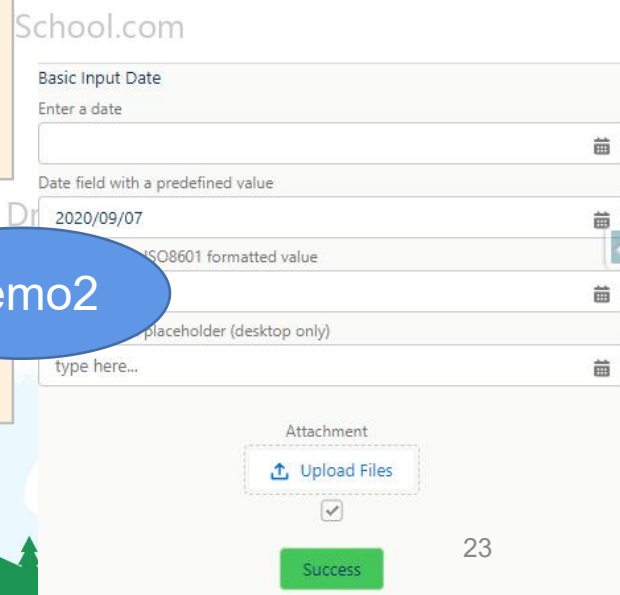 School.com
Basic Input Date
Enter a date
Date field with a predefined value
2020/09/07
ISO8601 formatted value
emo2
placeholder (desktop only)
type here...
Attachment
Upload Files
Success
23